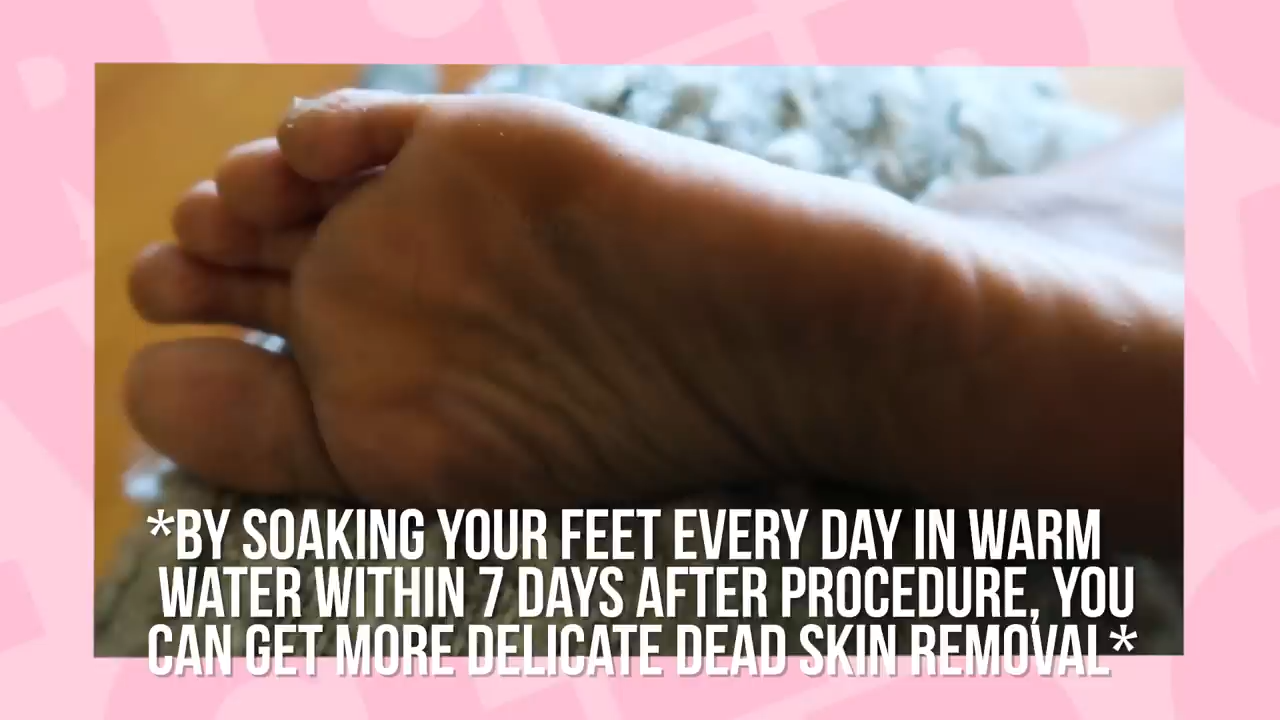 *BY SOAKING YOUR FEET EVERY DAY IN WARM
WATER WITHIN 7 DAYS AFTER PROCEDURE, YOU
CAN GET MORE DELICATE DEAD SKIN REMOVAL*